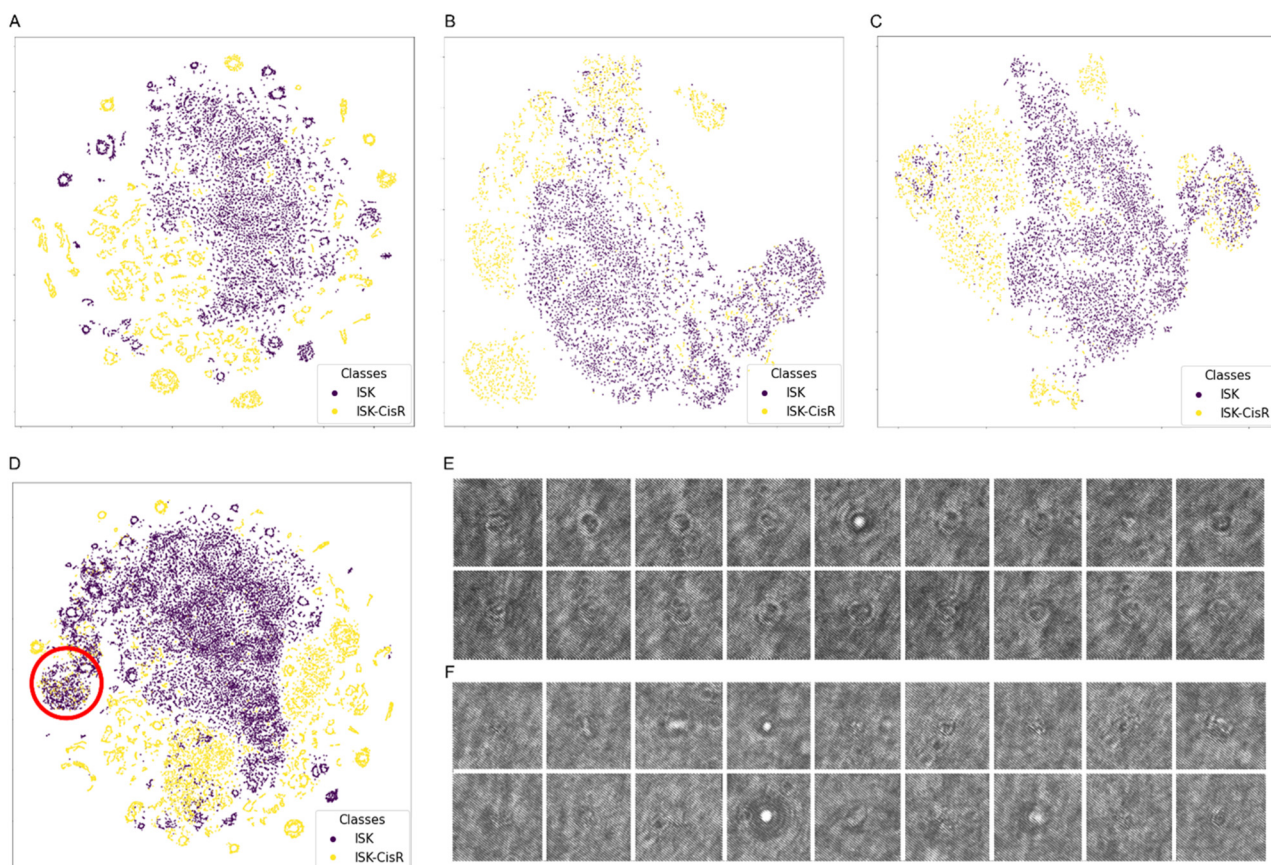 A
B
C
Classes
ISK
ISK-CisR
Classes
ISK
ISK-CisR
Classes
ISK
ISK-CisR
D
E
F
Classes
ISK
ISK-CisR